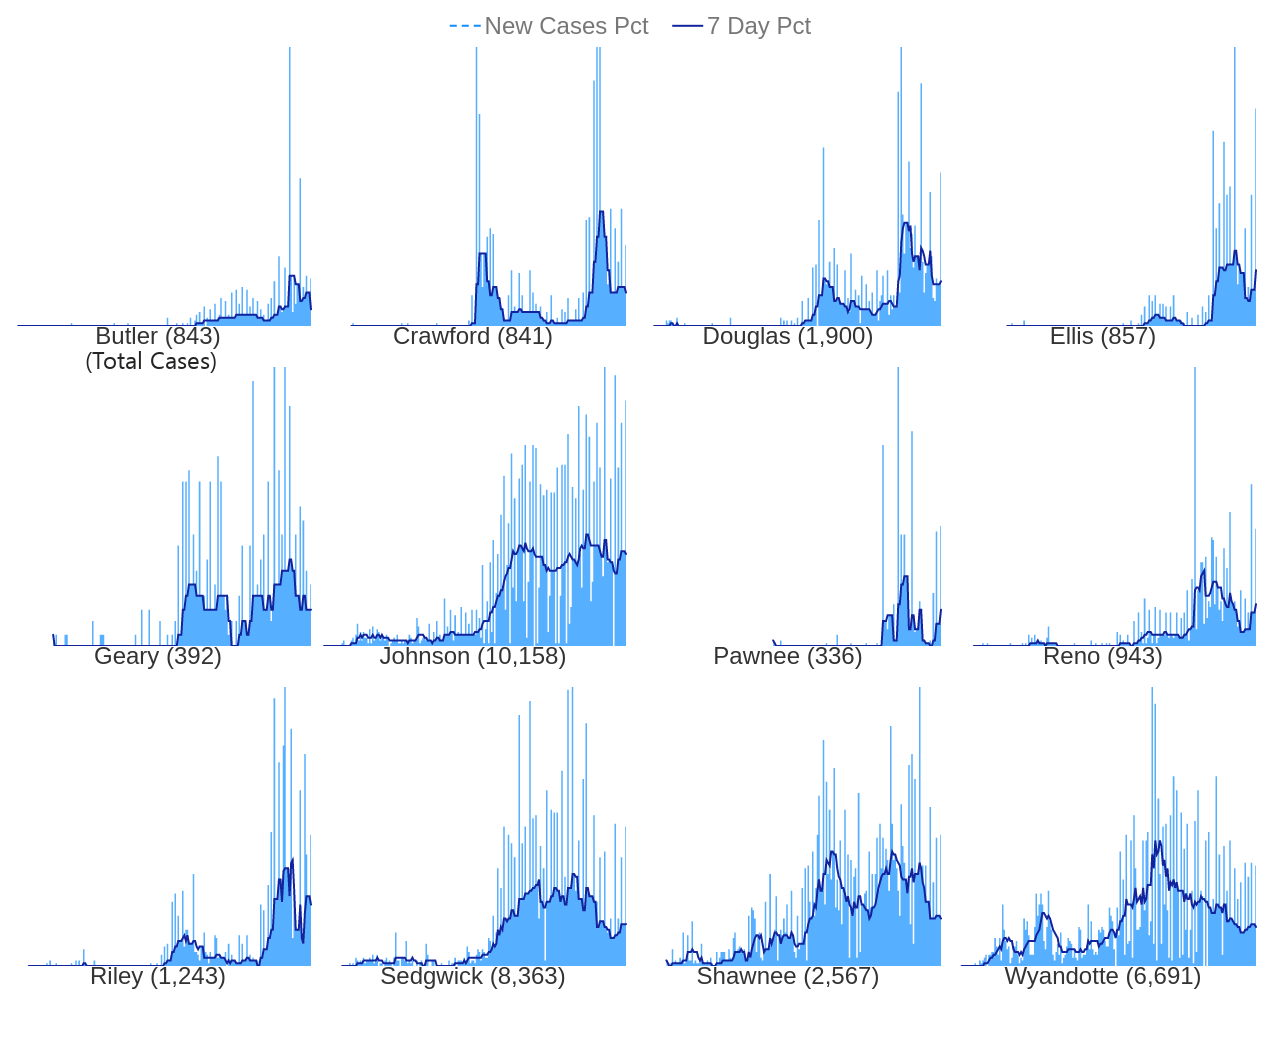 New Cases Pct 7 Day Pct
Butler (843) Crawford (841) Douglas (1,900) Ellis (857)
(Total Cases)
Geary (392) Johnson (10,158) Pawnee (336) Reno (943)
Riley (1,243) Sedgwick (8,363) Shawnee (2,567) Wyandotte (6,691)